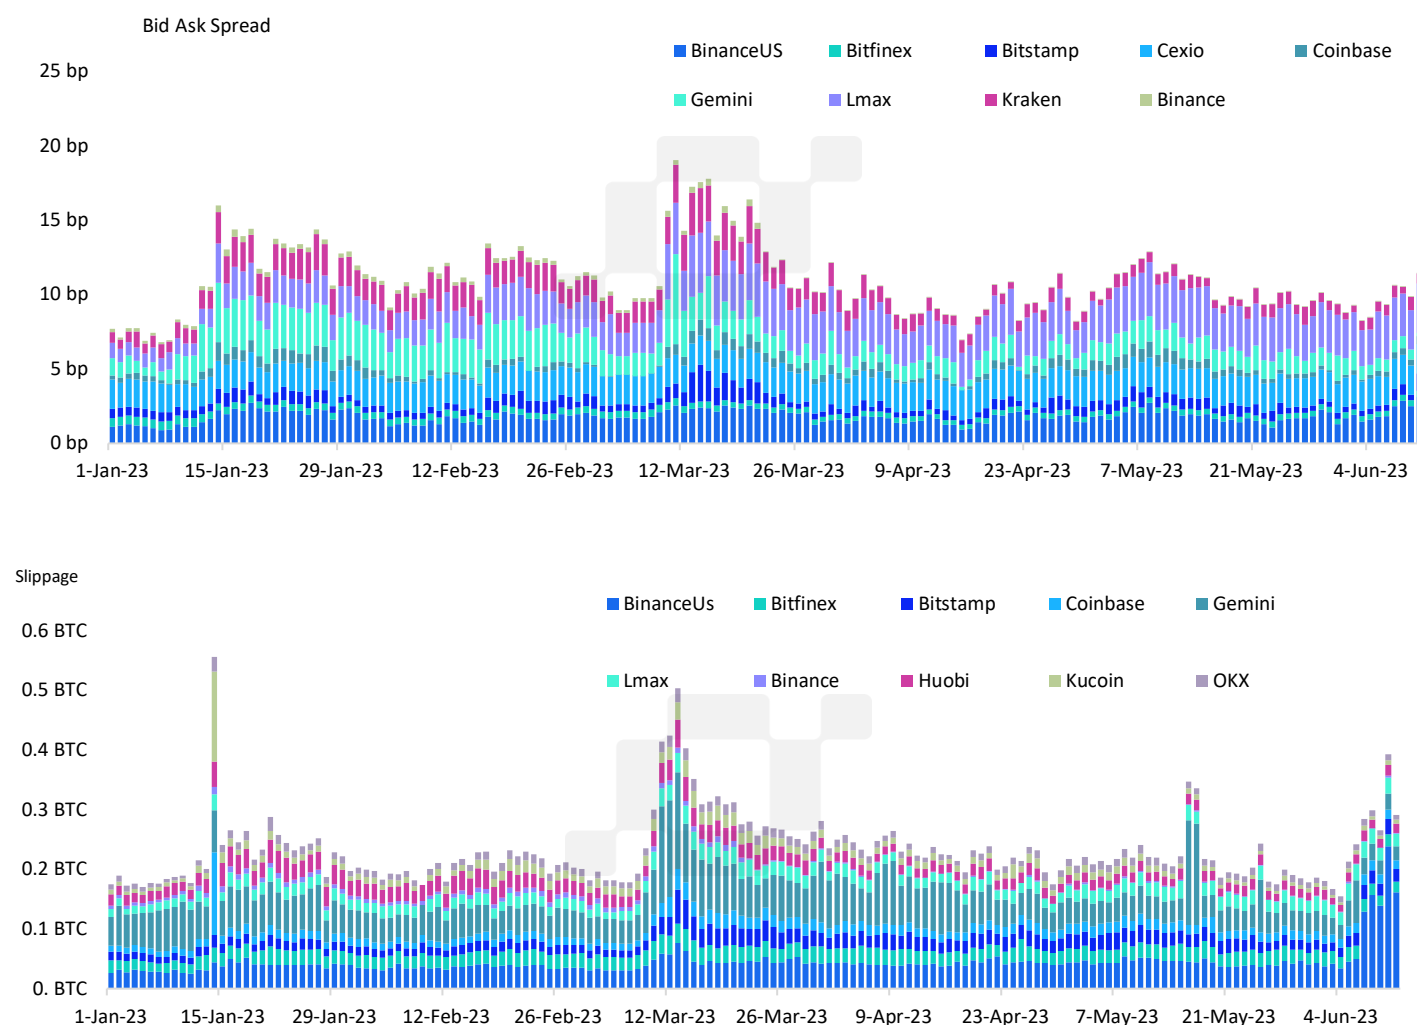 Bid Ask Spread
BinanceUS Bitfinex Bitstamp Cexio Coinbase
25 bp
Gemini Lmax Kraken Binance
20 bp
15 bp
10 bp
5 bp
0 bp
1-Jan-23 15-Jan-23 29-Jan-23 12-Feb-23 26-Feb-23 12-Mar-23 26-Mar-23 9-Apr-23 23-Apr-23 7-May-23 21-May-23 4-Jun-23
Slippage
BinanceUs Bitfinex Bitstamp Coinbase Gemini
0.6 BTC
Lmax Binance Huobi Kucoin OKX
0.5 BTC
0.4 BTC
0.3 BTC
0.2 BTC
0.1 BTC
0. BTC
1-Jan-23 15-Jan-23 29-Jan-23 12-Feb-23 26-Feb-23 12-Mar-23 26-Mar-23 9-Apr-23 23-Apr-23 7-May-23 21-May-23 4-Jun-23